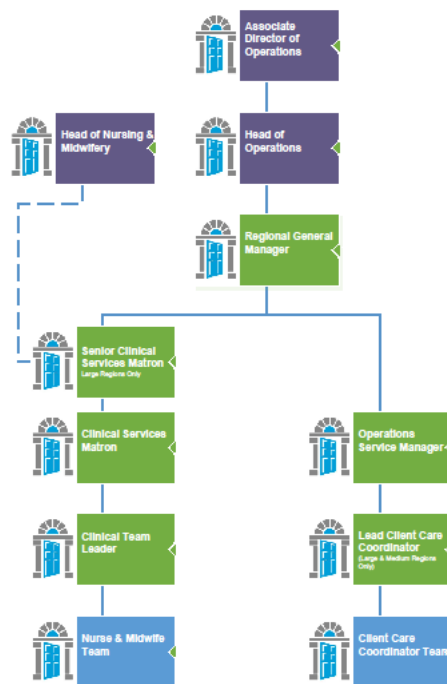 Associate
Director of
Operations
Head of Nursing &
Midwifery
Head of
Operations
Regional General
Manager
Senior Clinical
Services Matron
Large Regions Only
Clinical Services
Matron
Operations
Service Manager
Clinical Team
Leader
Lead Client Care
Coordinator
(Large & Medium Regions
Only)
Nurse & Midwife
Team
Client Care
Coordinator Team